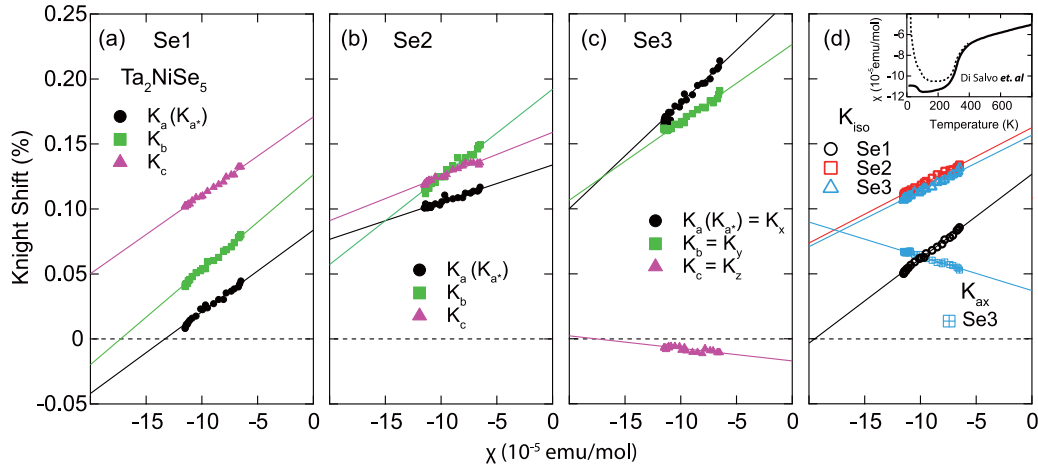 Knight Shift (%)
0.25
0.20
0.15
0.10
0.05
0
-0.05
(a) Se1
Ta2NiSe5
Ka (Ka*)
Kb
Kc
-20 -15 -10 -5 0
(b) Se2
Ka (Ka*)
Kb
Kc
-20 -15 -10 -5 0
(c) Se3
Ka (Ka*) = Kx
Kb = Ky
Kc = Kz
-20 -15 -10 -5 0
(d)
χ (10-5 emu/mol)
-6
-8
-10
-12
Di Salvo et. al
0 200 400 600
Temperature (K)
Kiso
Se1
Se2
Se3
Kax
Se3
-20 -15 -10 -5 0
χ (10-5 emu/mol)